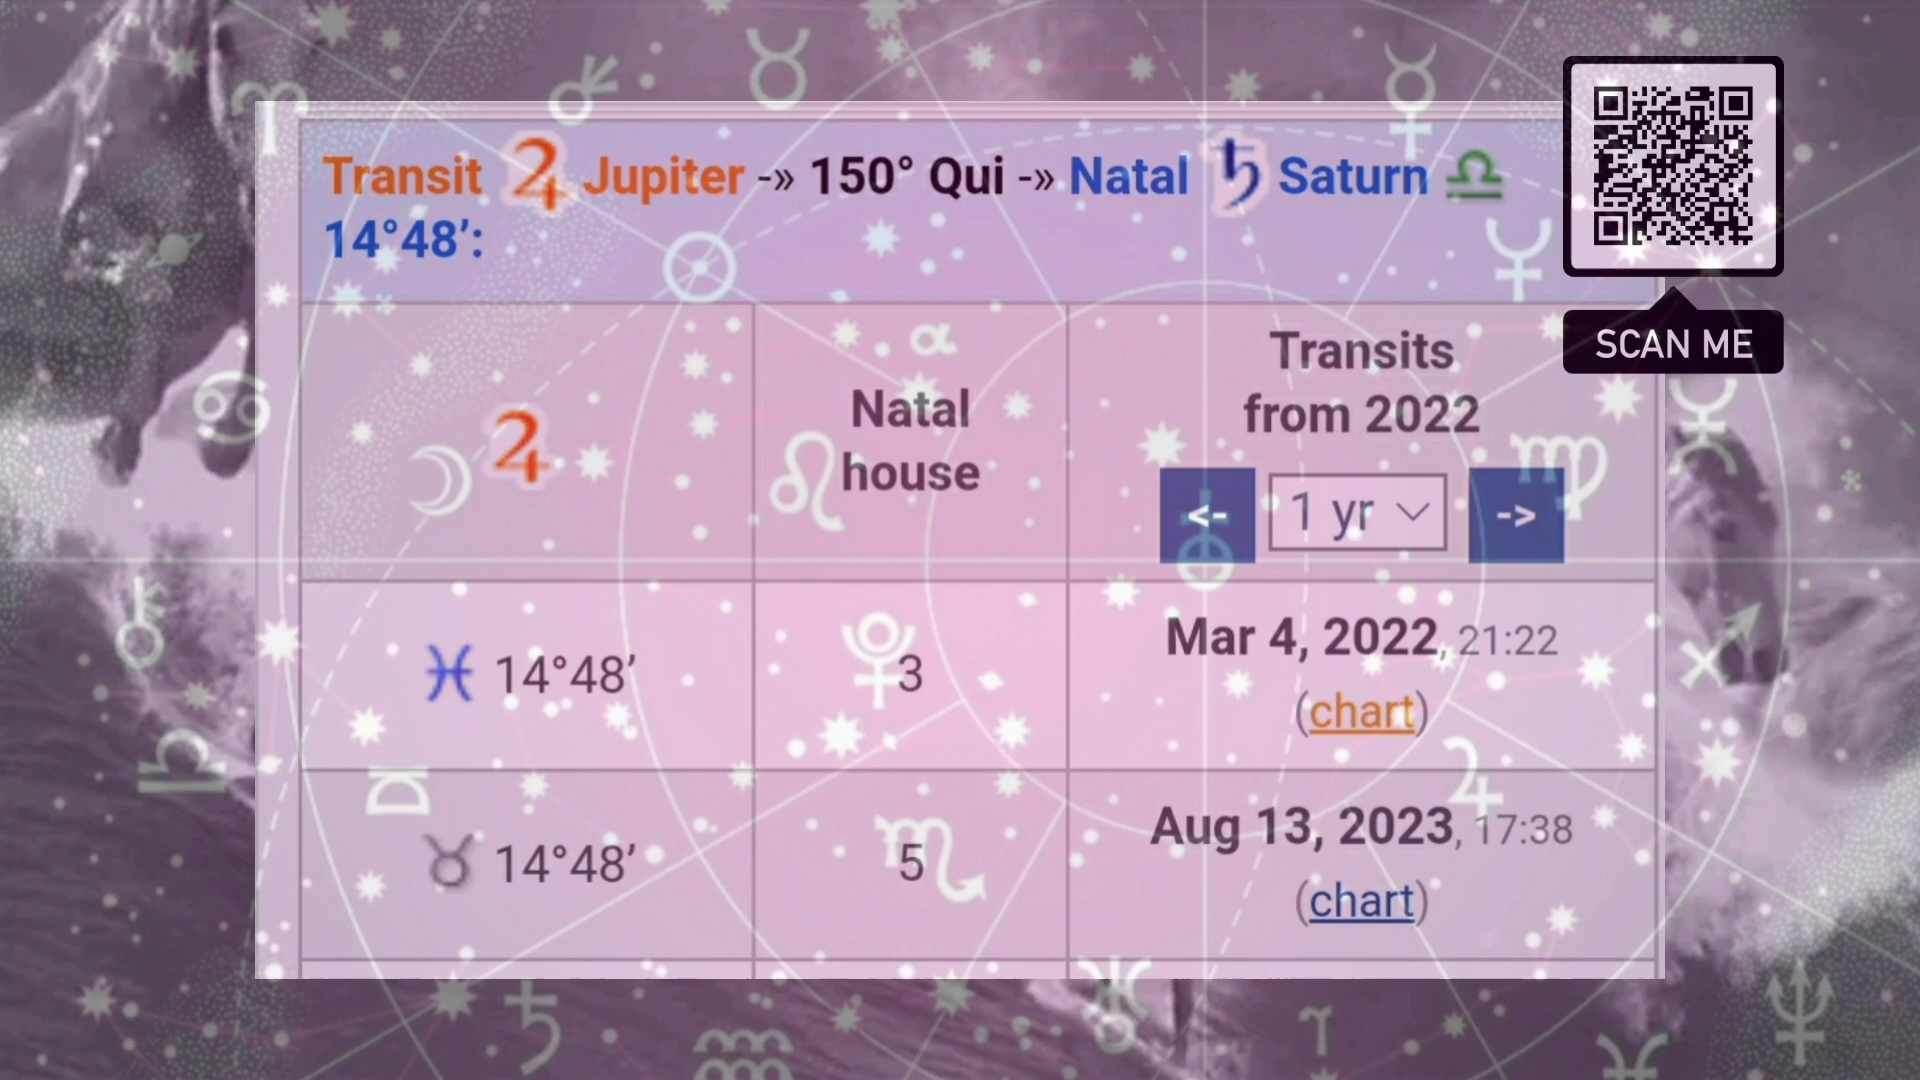 Transit ♃ Jupiter -» 150° Qui -» Natal ♄ Saturn ♎
14°48’:
SCAN ME
♃
Natal
house
Transits
from 2022
<- 1 yr ->
♓ 14°48’
3
Mar 4, 2022, 21:22
(chart)
♉ 14°48’
5
Aug 13, 2023, 17:38
(chart)